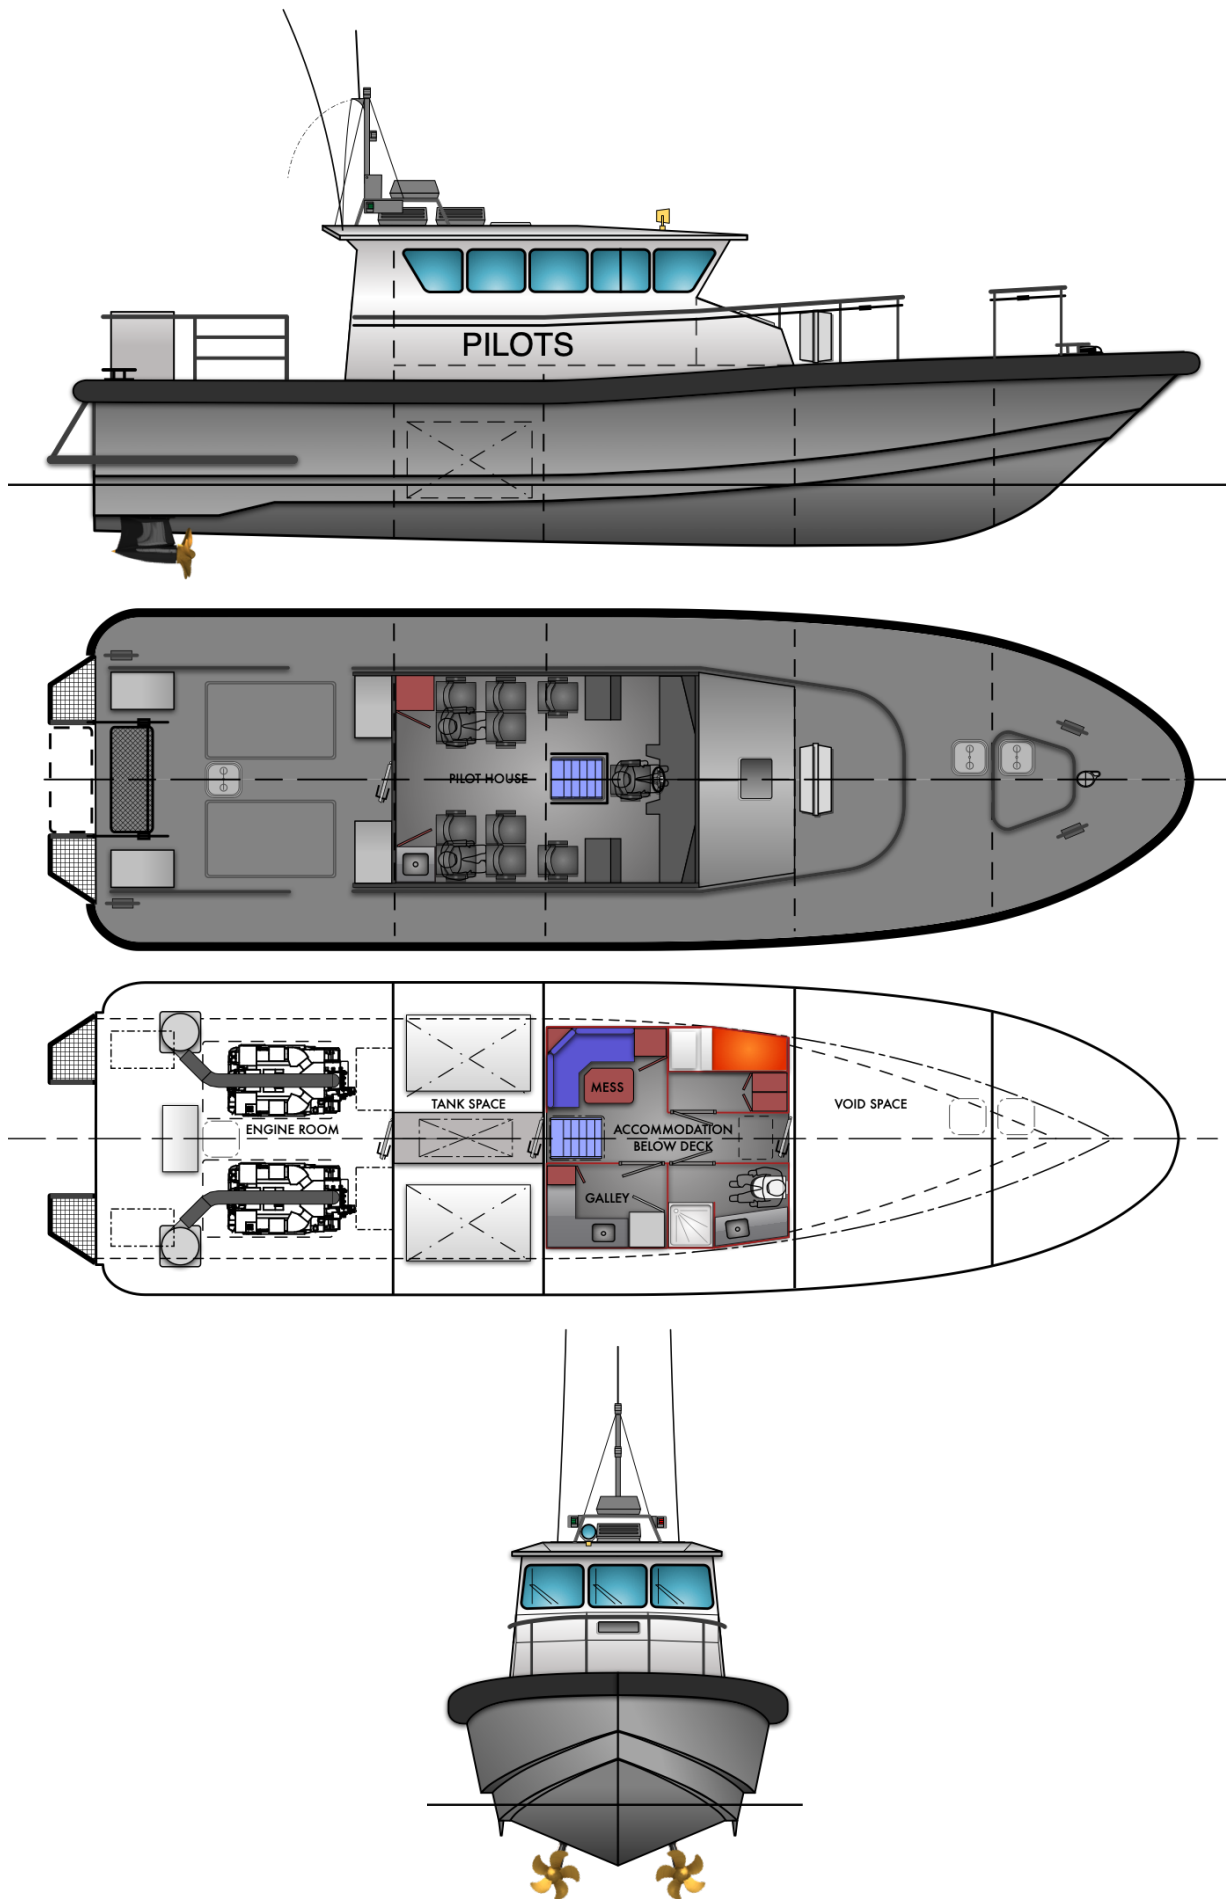 PILOTS
PILOT HOUSE
MESS
TANK SPACE
VOID SPACE
ENGINE ROOM
ACCOMMODATION
BELOW DECK
GALLEY